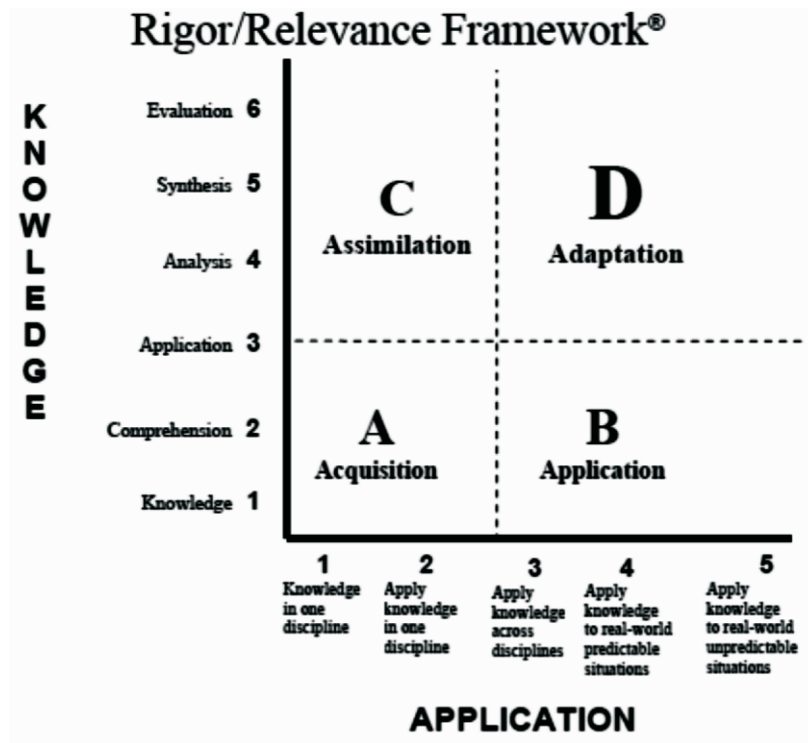 Rigor/Relevance Framework®
KNOWLEDGE
Evaluation 6
Synthesis 5
Analysis 4
Application 3
Comprehension 2
Knowledge 1
C
Assimilation
D
Adaptation
A
Acquisition
B
Application
1
Knowledge
in one
discipline
2
Apply
knowledge
in one
discipline
3
Apply
knowledge
across
disciplines
4
Apply
knowledge
to real-world
predictable
situations
5
Apply
knowledge
to real-world
unpredictable
situations
APPLICATION